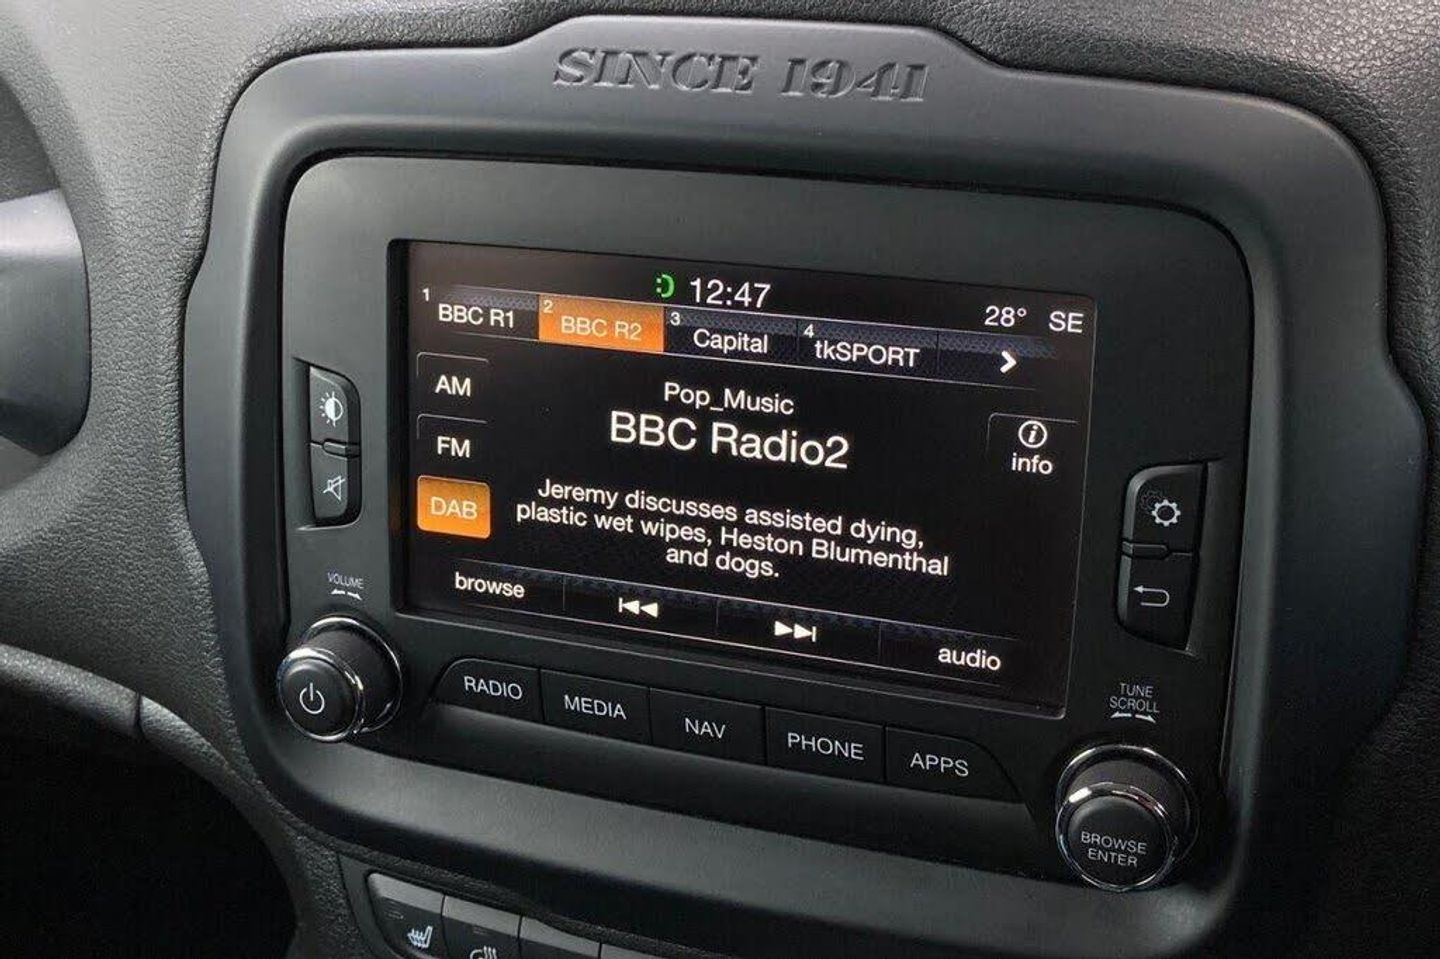 SINCE 1941
12:47
28° SE
1 BBC R1
2 BBC R2
3 Capital
4 tkSPORT
AM
FM
DAB
Pop_Music
BBC Radio2
info
Jeremy discusses assisted dying,
plastic wet wipes, Heston Blumenthal
and dogs.
browse
audio
VOLUME
RADIO
MEDIA
NAV
PHONE
APPS
TUNE
SCROLL
BROWSE
ENTER